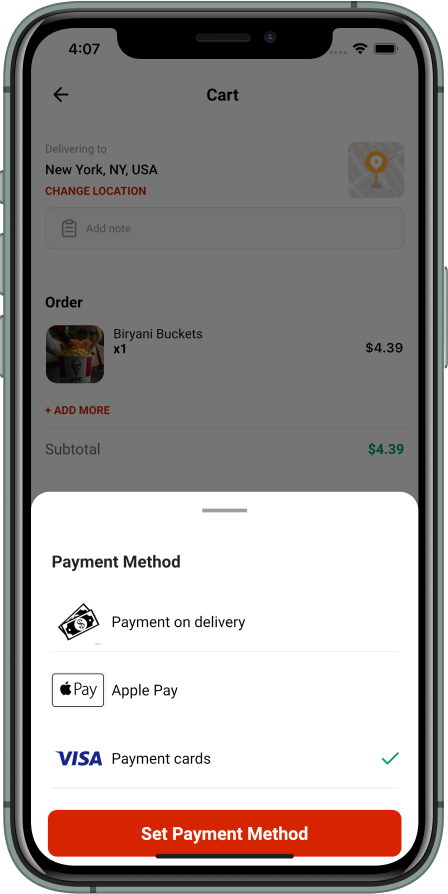 4:07
Cart
Delivering to
New York, NY, USA
CHANGE LOCATION
Add note
Order
Biryani Buckets
x1
$4.39
+ ADD MORE
Subtotal
$4.39
Payment Method
Payment on delivery
Pay
Apple Pay
VISA
Payment cards
Set Payment Method